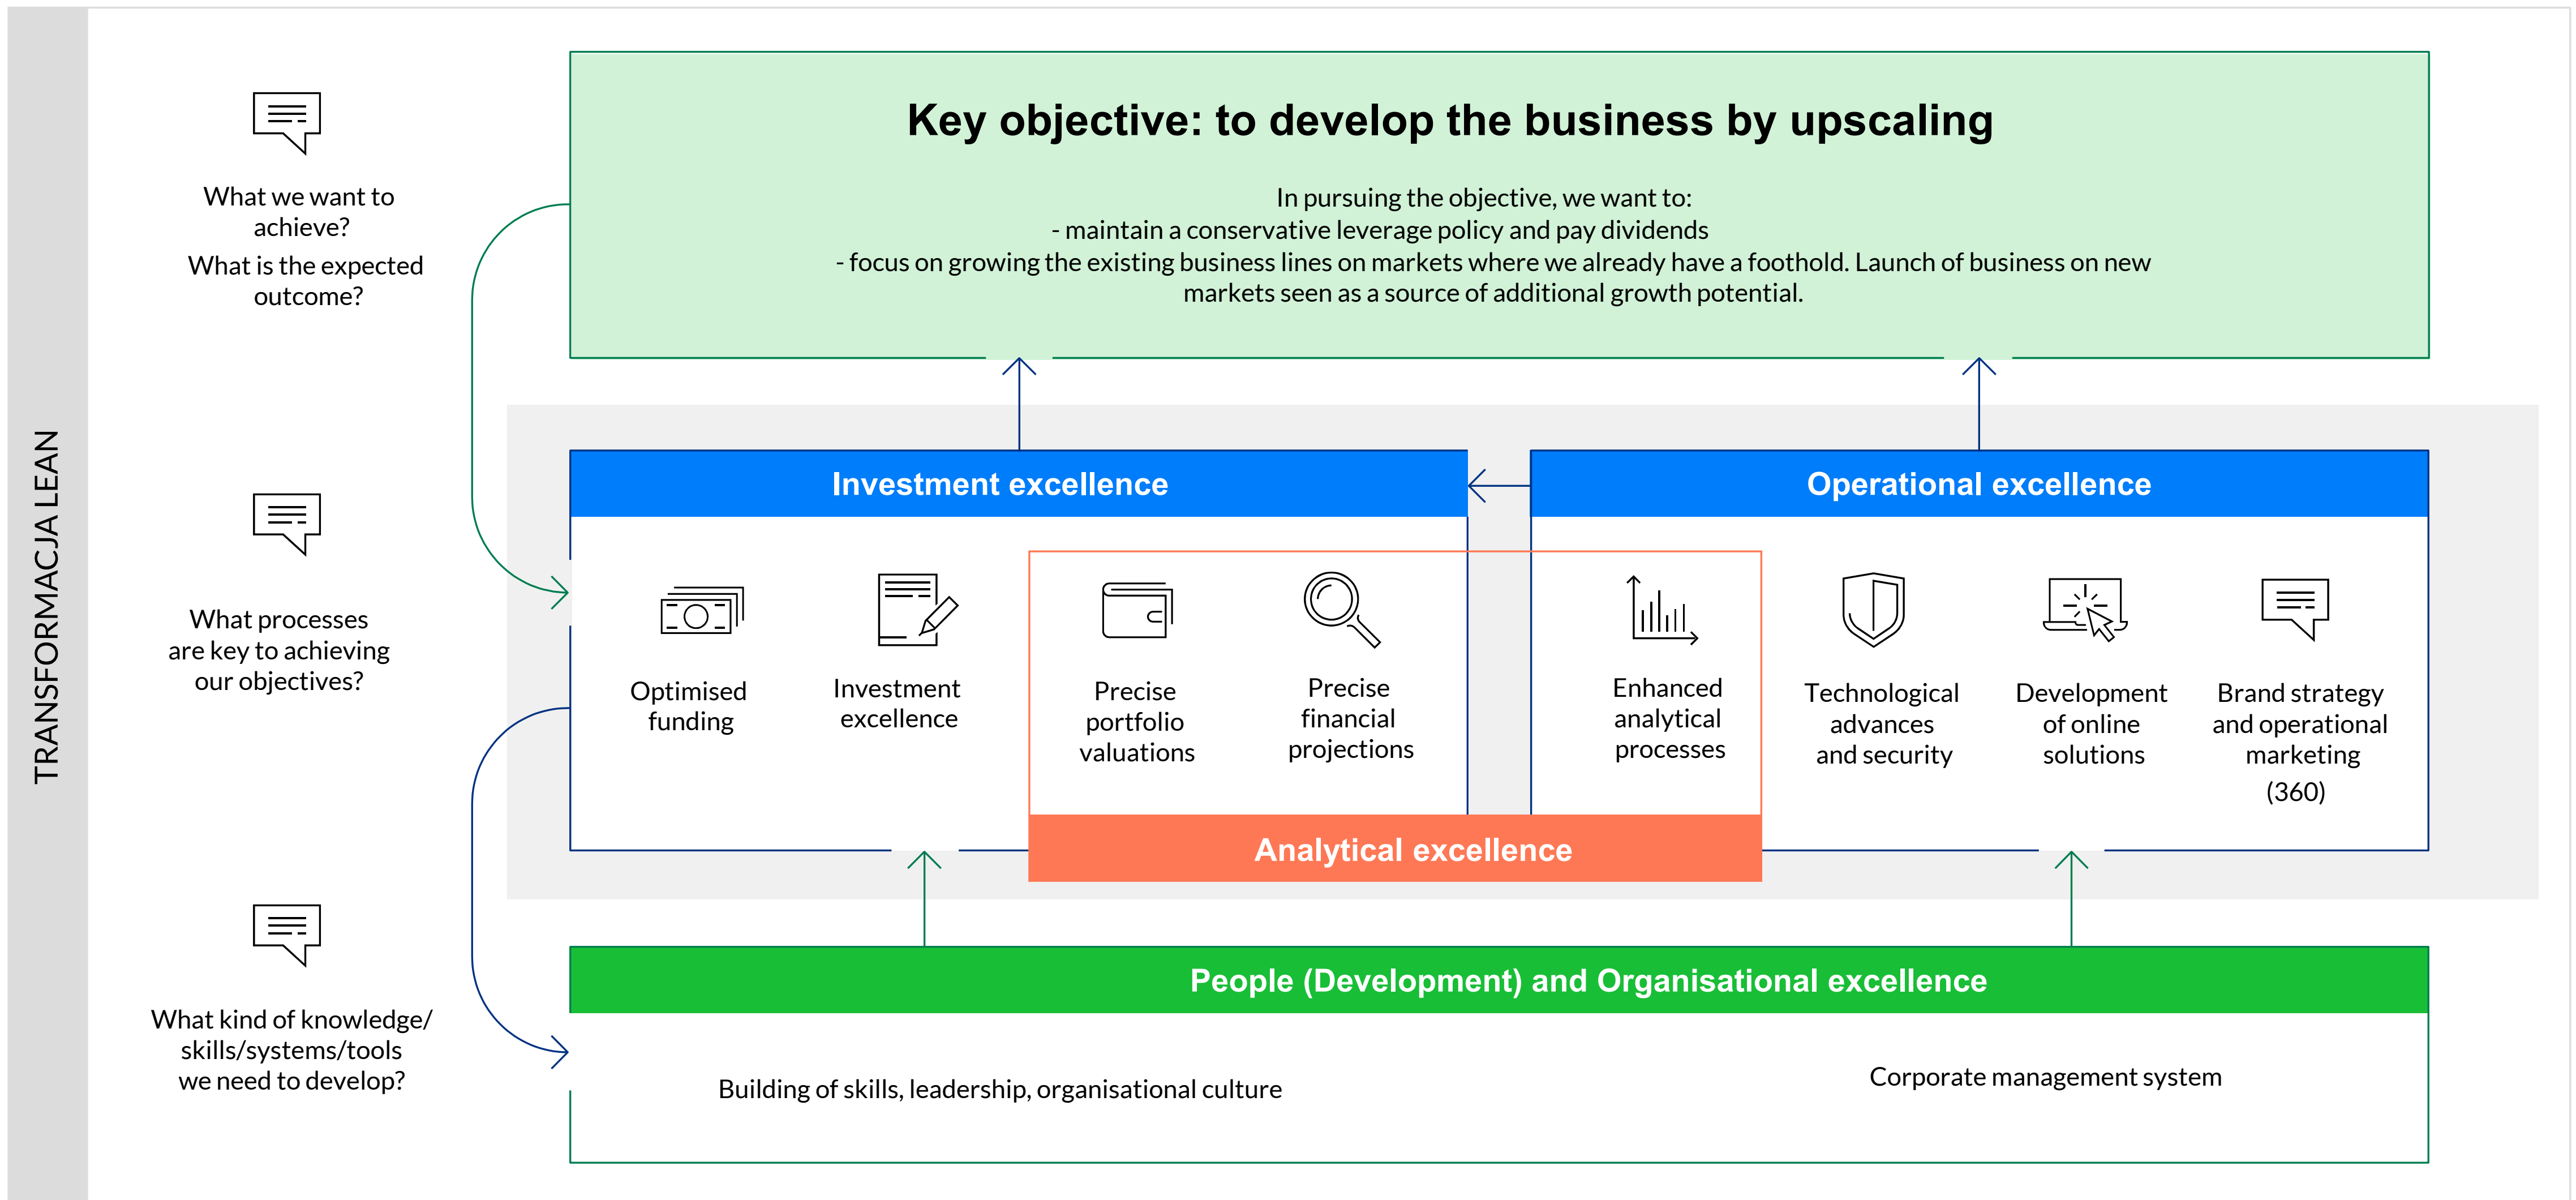 TRANSFORMACJA LEAN
What we want to
achieve?
What is the expected
outcome?
Key objective: to develop the business by upscaling
In pursuing the objective, we want to:
- maintain a conservative leverage policy and pay dividends
- focus on growing the existing business lines on markets where we already have a foothold. Launch of business on new
markets seen as a source of additional growth potential.
What processes
are key to achieving
our objectives?
Investment excellence
Optimised
funding
Investment
excellence
Precise
portfolio
valuations
Precise
financial
projections
Operational excellence
Enhanced
analytical
processes
Technological
advances
and security
Development
of online
solutions
Brand strategy
and operational
marketing
(360)
Analytical excellence
What kind of knowledge/
skills/systems/tools
we need to develop?
People (Development) and Organisational excellence
Building of skills, leadership, organisational culture
Corporate management system